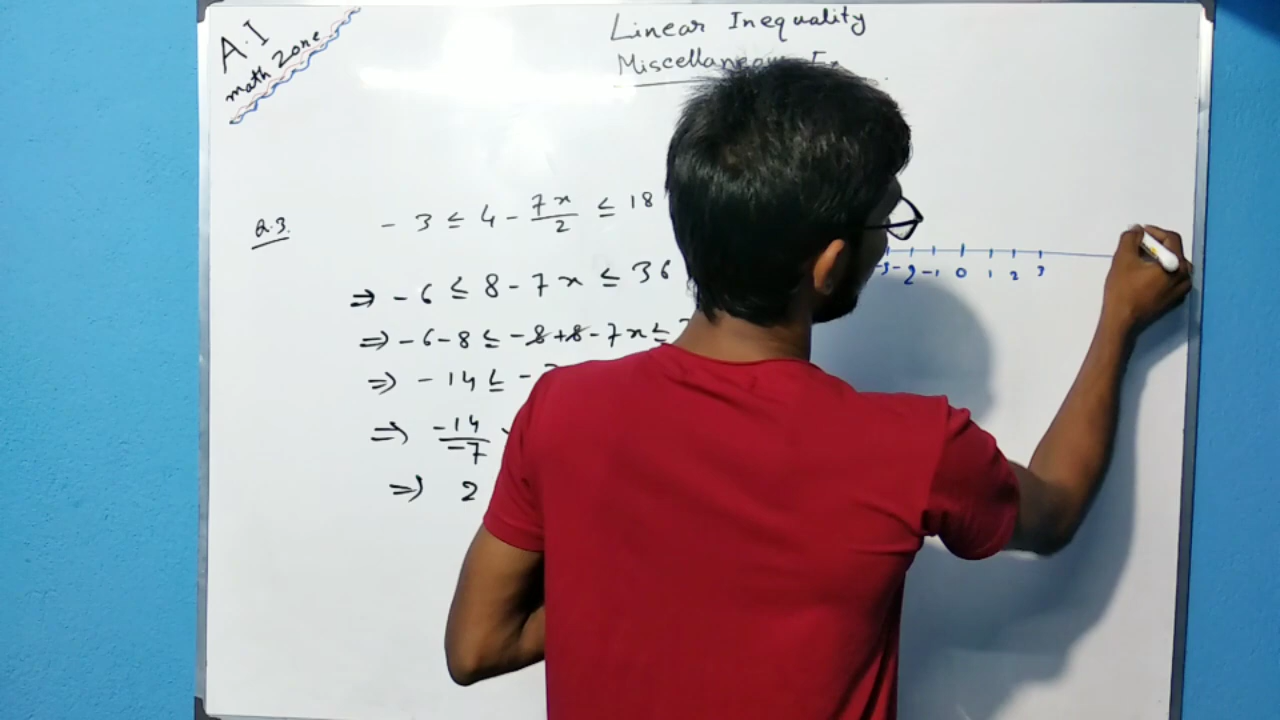 A.I
math Zone
Linear Inequality
Miscellaneous Ex.
Q.3.
- 3 ≤ 4 - 7x/2 ≤ 18
⇒ - 6 ≤ 8 - 7x ≤ 36
⇒ - 6 - 8 ≤ - 8 + 8 - 7x ≤
⇒ - 14 ≤ -
⇒ -14/-7
⇒ 2
-3 -2 -1 0 1 2 3